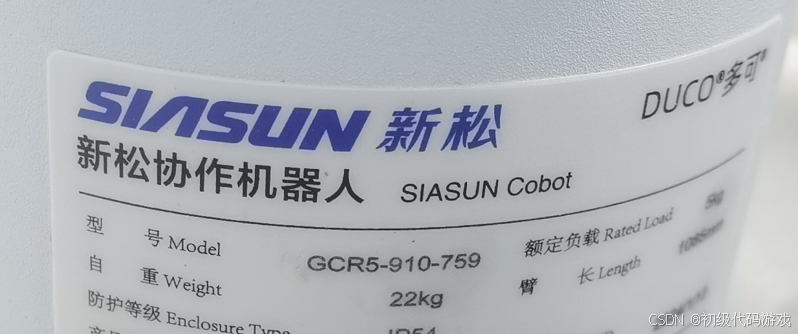 SIASUN 新松 DUCO®多可®
新松协作机器人 SIASUN Cobot
型 号 Model GCR5-910-759 额定负载 Rated Load 5kg
自 重 Weight 22kg 臂 长 Length
防护等级 Enclosure Type IP54
CSDN @初级代码游戏